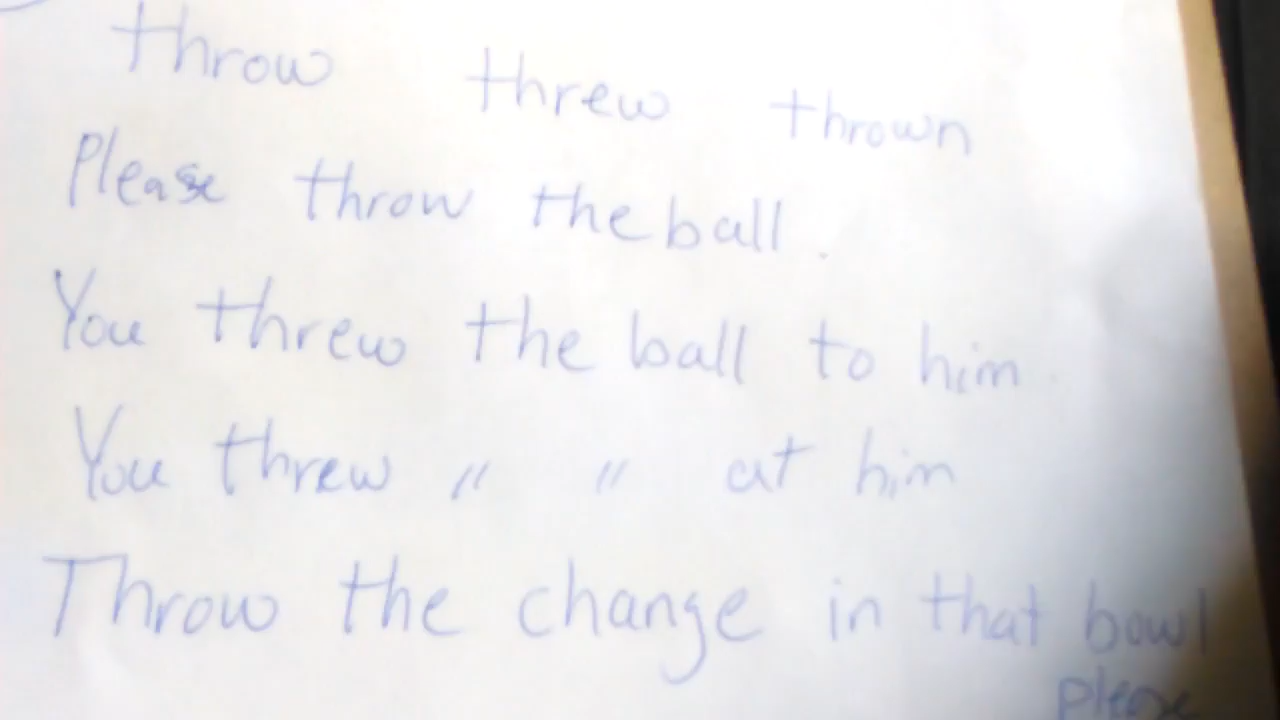 throw threw thrown
Please throw the ball.
You threw the ball to him
You threw " " at him
Throw the change in that bowl
please